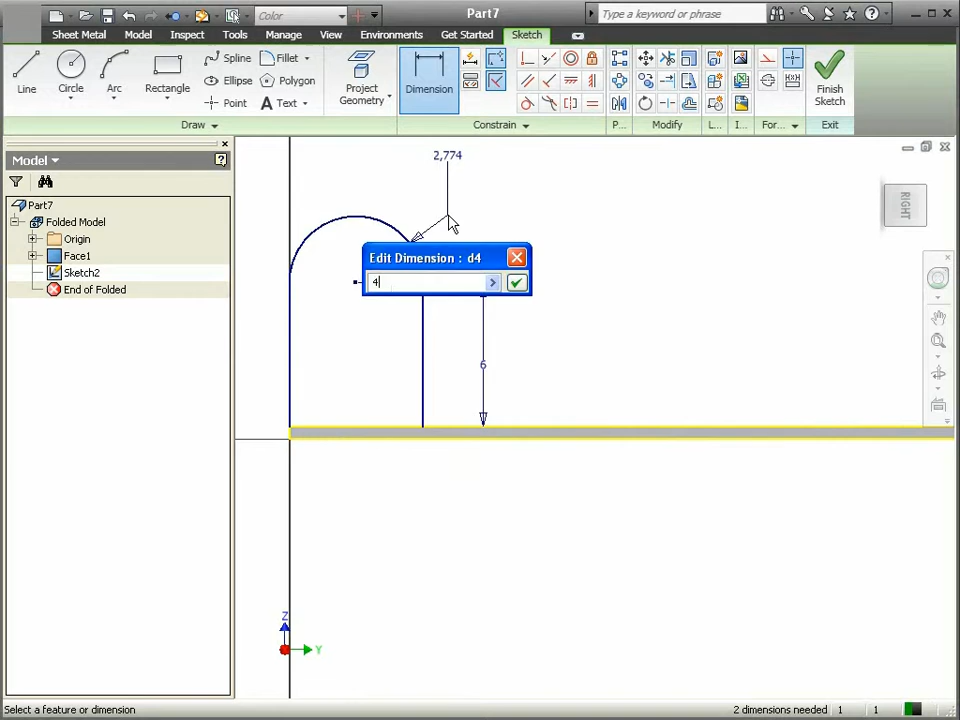 Color
Part7
Type a keyword or phrase
Sheet Metal
Model
Inspect
Tools
Manage
View
Environments
Get Started
Sketch
Line
Circle
Arc
Rectangle
Spline
Ellipse
Point
Fillet
Polygon
Text
Project Geometry
Dimension
Finish Sketch
Draw
Constrain
P...
Modify
L...
I...
For...
Exit
Model
Part7
Folded Model
Origin
Face1
Sketch2
End of Folded
2,774
RIGHT
Edit Dimension : d4
4
6
Z
Y
Select a feature or dimension
2 dimensions needed
1
1